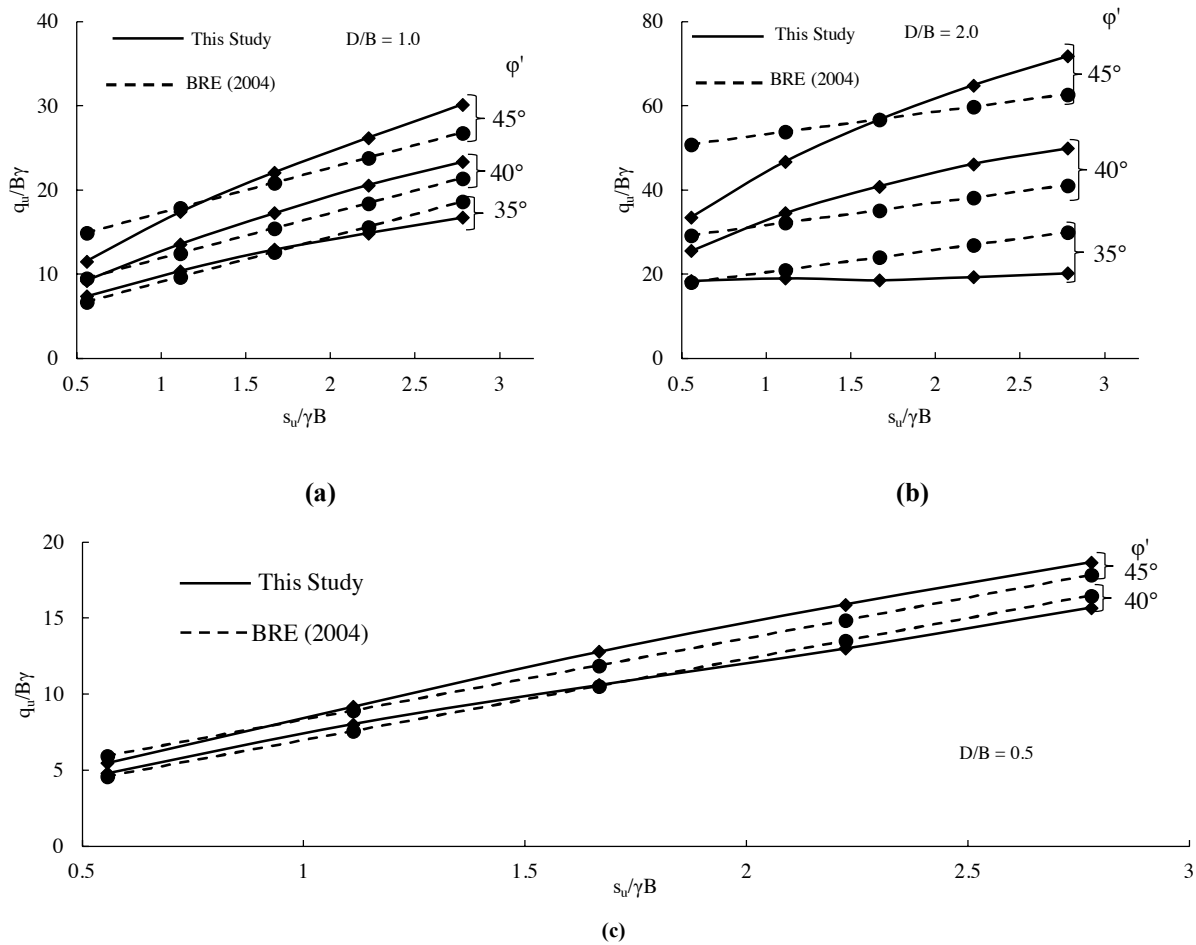 40
30
20
10
0
q_u/Bγ
This Study
D/B = 1.0
BRE (2004)
φ'
45°
40°
35°
0.5 1 1.5 2 2.5 3
s_u/γB
(a)
80
60
40
20
0
q_u/Bγ
This Study
D/B = 2.0
BRE (2004)
φ'
45°
40°
35°
0.5 1 1.5 2 2.5 3
s_u/γB
(b)
20
15
10
5
0
q_u/Bγ
This Study
BRE (2004)
φ'
45°
40°
D/B = 0.5
0.5 1 1.5 2 2.5 3
s_u/γB
(c)